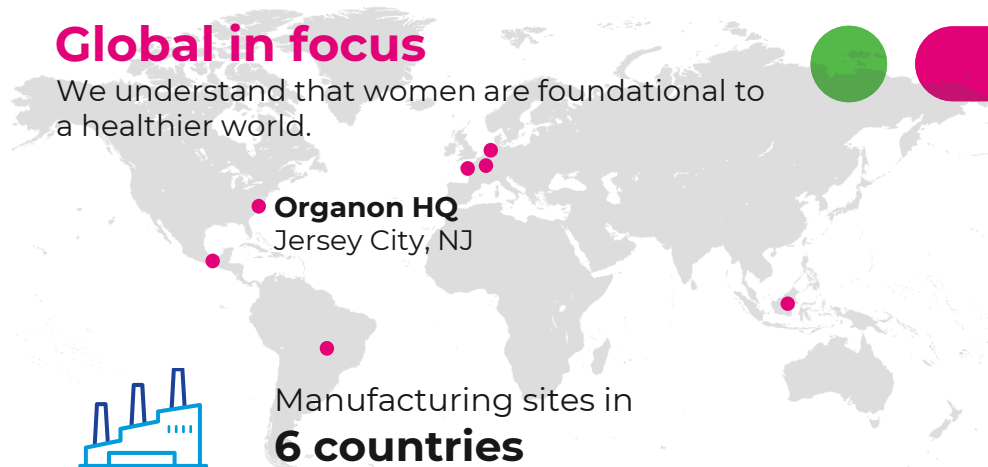 Global in focus
We understand that women are foundational to
a healthier world.
Organon HQ
Jersey City, NJ
Manufacturing sites in
6 countries